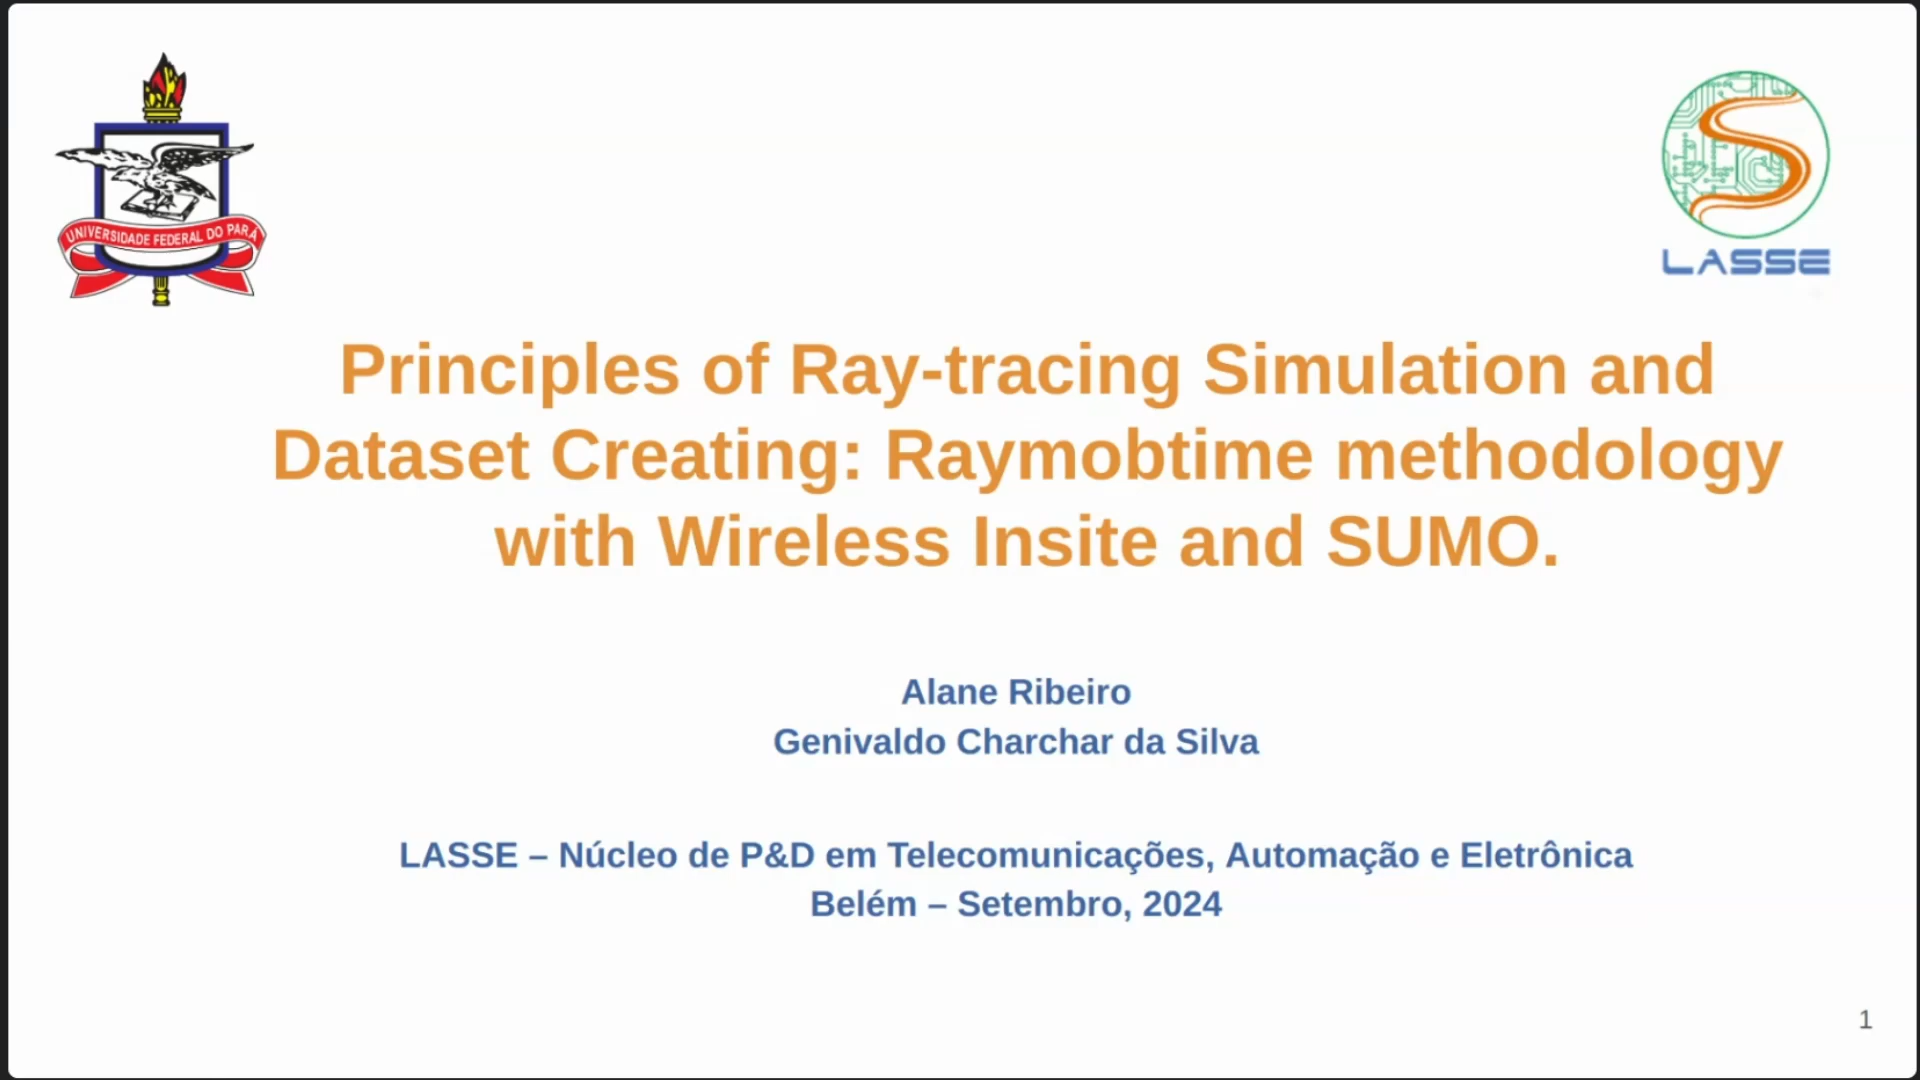 UNIVERSIDADE FEDERAL DO PARÁ
LASSE
Principles of Ray-tracing Simulation and
Dataset Creating: Raymobtime methodology
with Wireless Insite and SUMO.
Alane Ribeiro
Genivaldo Charchar da Silva
LASSE – Núcleo de P&D em Telecomunicações, Automação e Eletrônica
Belém – Setembro, 2024
1